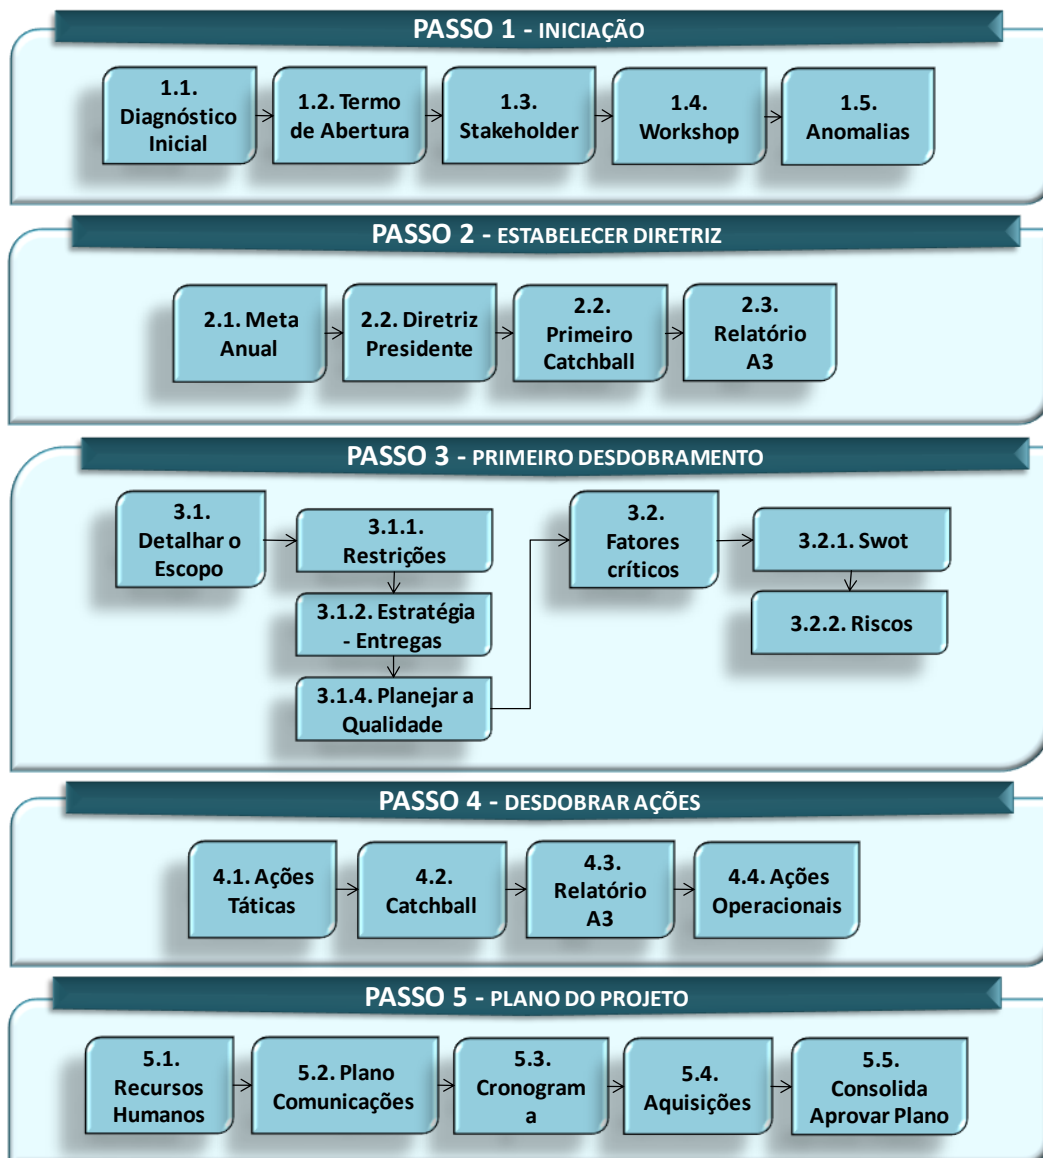 PASSO 1 - INICIAÇÃO
1.1.
Diagnóstico
Inicial
1.2. Termo
de Abertura
1.3.
Stakeholder
1.4.
Workshop
1.5.
Anomalias
PASSO 2 - ESTABELECER DIRETRIZ
2.1. Meta
Anual
2.2. Diretriz
Presidente
2.2.
Primeiro
Catchball
2.3.
Relatório
A3
PASSO 3 - PRIMEIRO DESDOBRAMENTO
3.1.
Detalhar o
Escopo
3.1.1.
Restrições
3.1.2. Estratégia
- Entregas
3.1.4. Planejar a
Qualidade
3.2.
Fatores
críticos
3.2.1. Swot
3.2.2. Riscos
PASSO 4 - DESDOBRAR AÇÕES
4.1. Ações
Táticas
4.2.
Catchball
4.3.
Relatório
A3
4.4. Ações
Operacionais
PASSO 5 - PLANO DO PROJETO
5.1.
Recursos
Humanos
5.2. Plano
Comunicações
5.3.
Cronogram
a
5.4.
Aquisições
5.5.
Consolida
Aprovar Plano